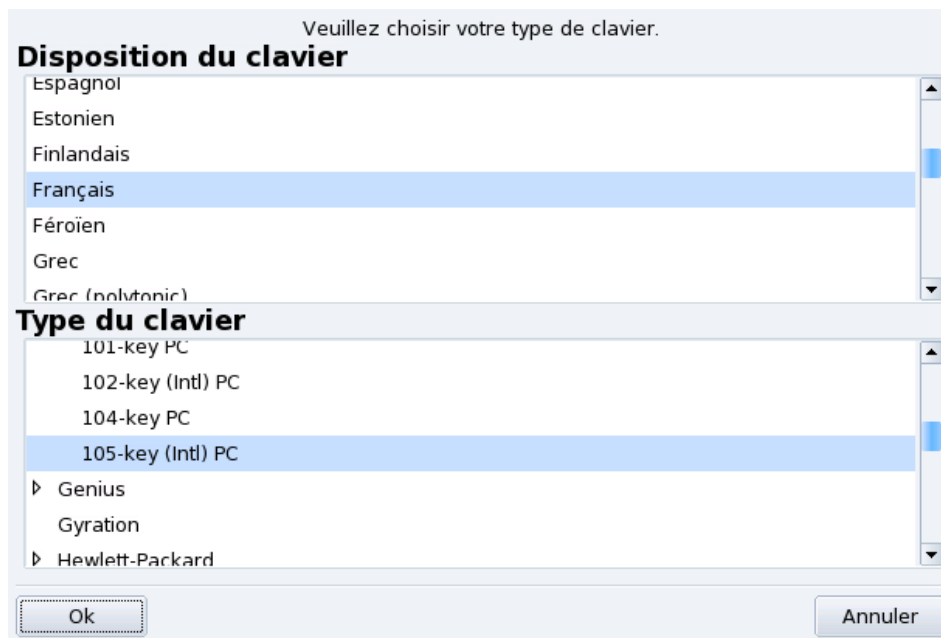 Veuillez choisir votre type de clavier.
Disposition du clavier
Espagnol
Estonien
Finlandais
Français
Féroïen
Grec
Grec (polytonic)
Type du clavier
101-key PC
102-key (Intl) PC
104-key PC
105-key (Intl) PC
Genius
Gyration
Hewlett-Packard
Ok Annuler